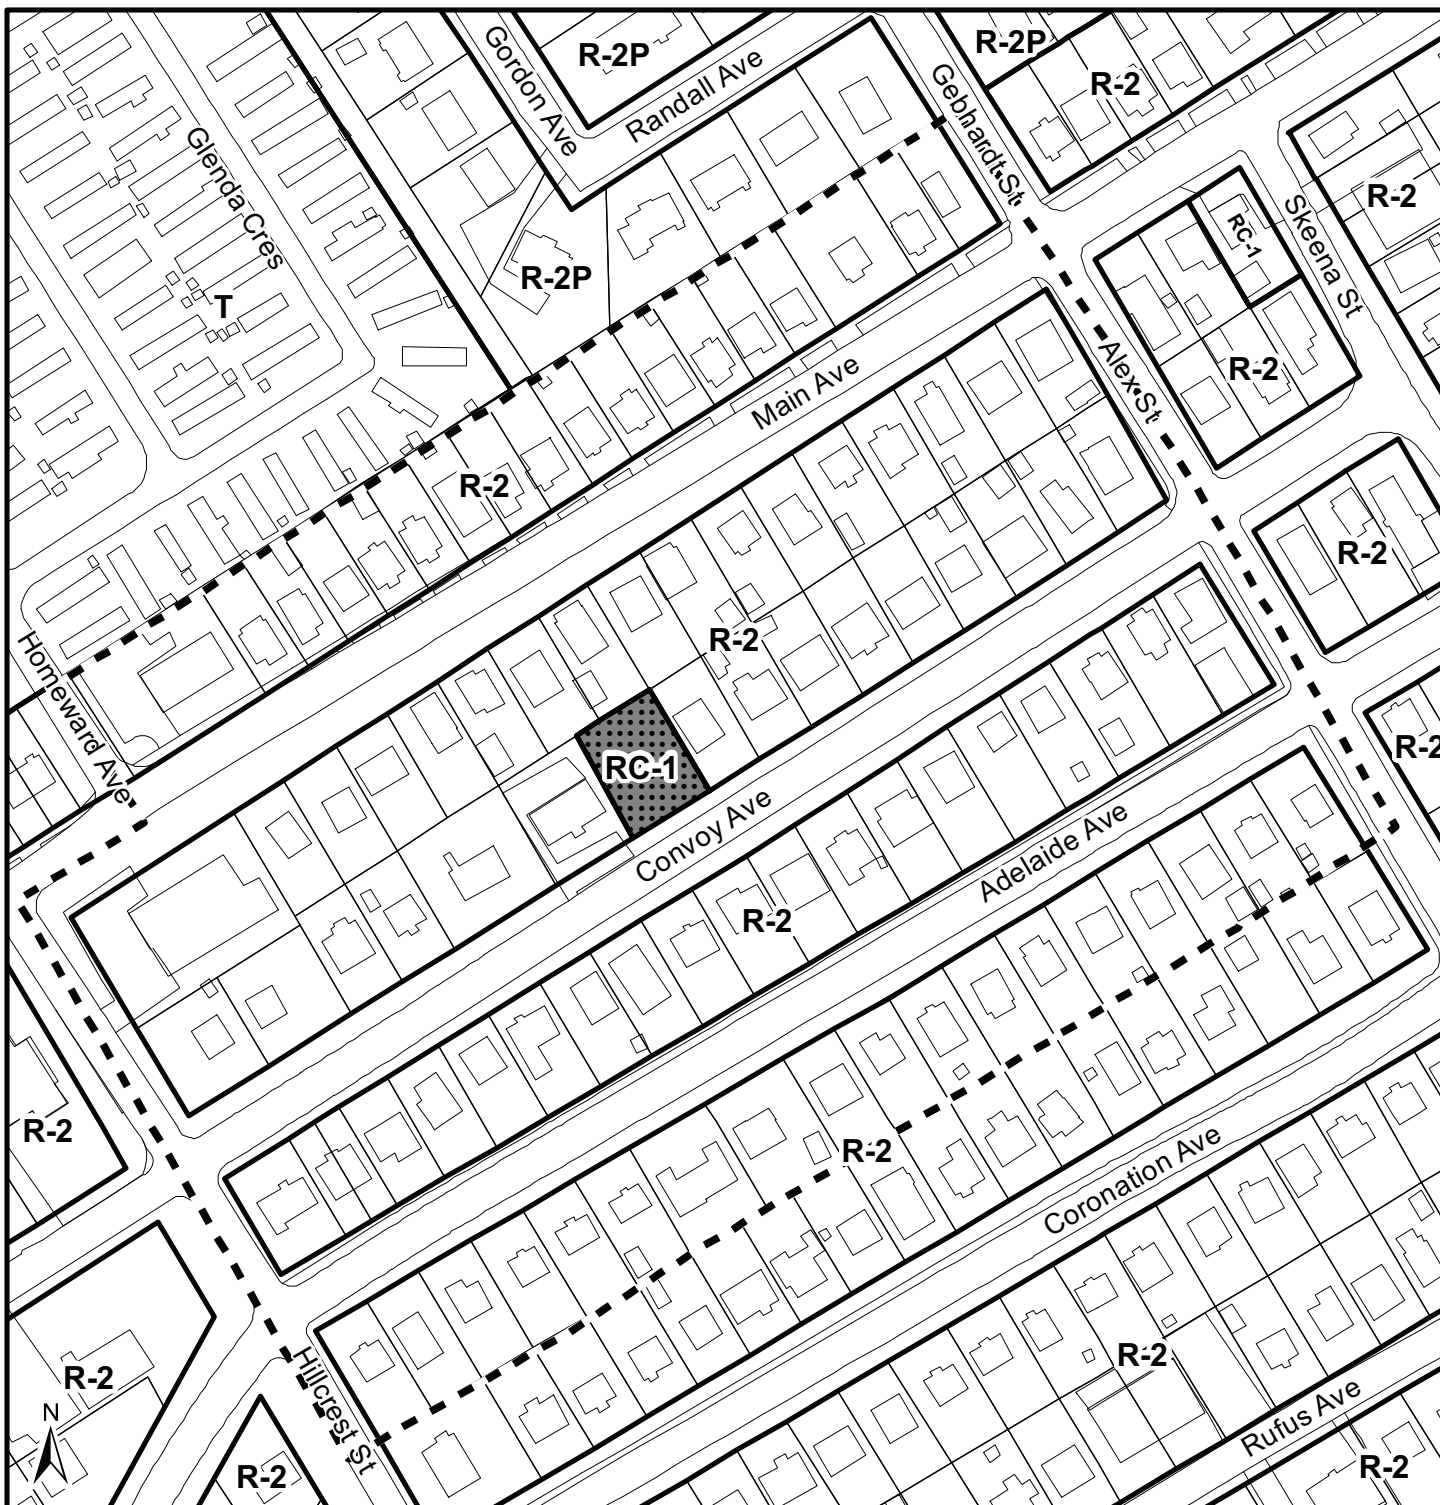 R-2P
R-2P
Gordon Ave
Randall Ave
Gebhardt St
R-2
Glenda Cres
R-2
Skeena St
RC-1
R-2P
T
Alex St
R-2
Main Ave
R-2
R-2
R-2
Homeward Ave
R-2
RC-1
Convoy Ave
Adelaide Ave
R-2
R-2
R-2
Coronation Ave
R-2
R-2
Hillcrest St
R-2
N
Rufus Ave
R-2
R-2